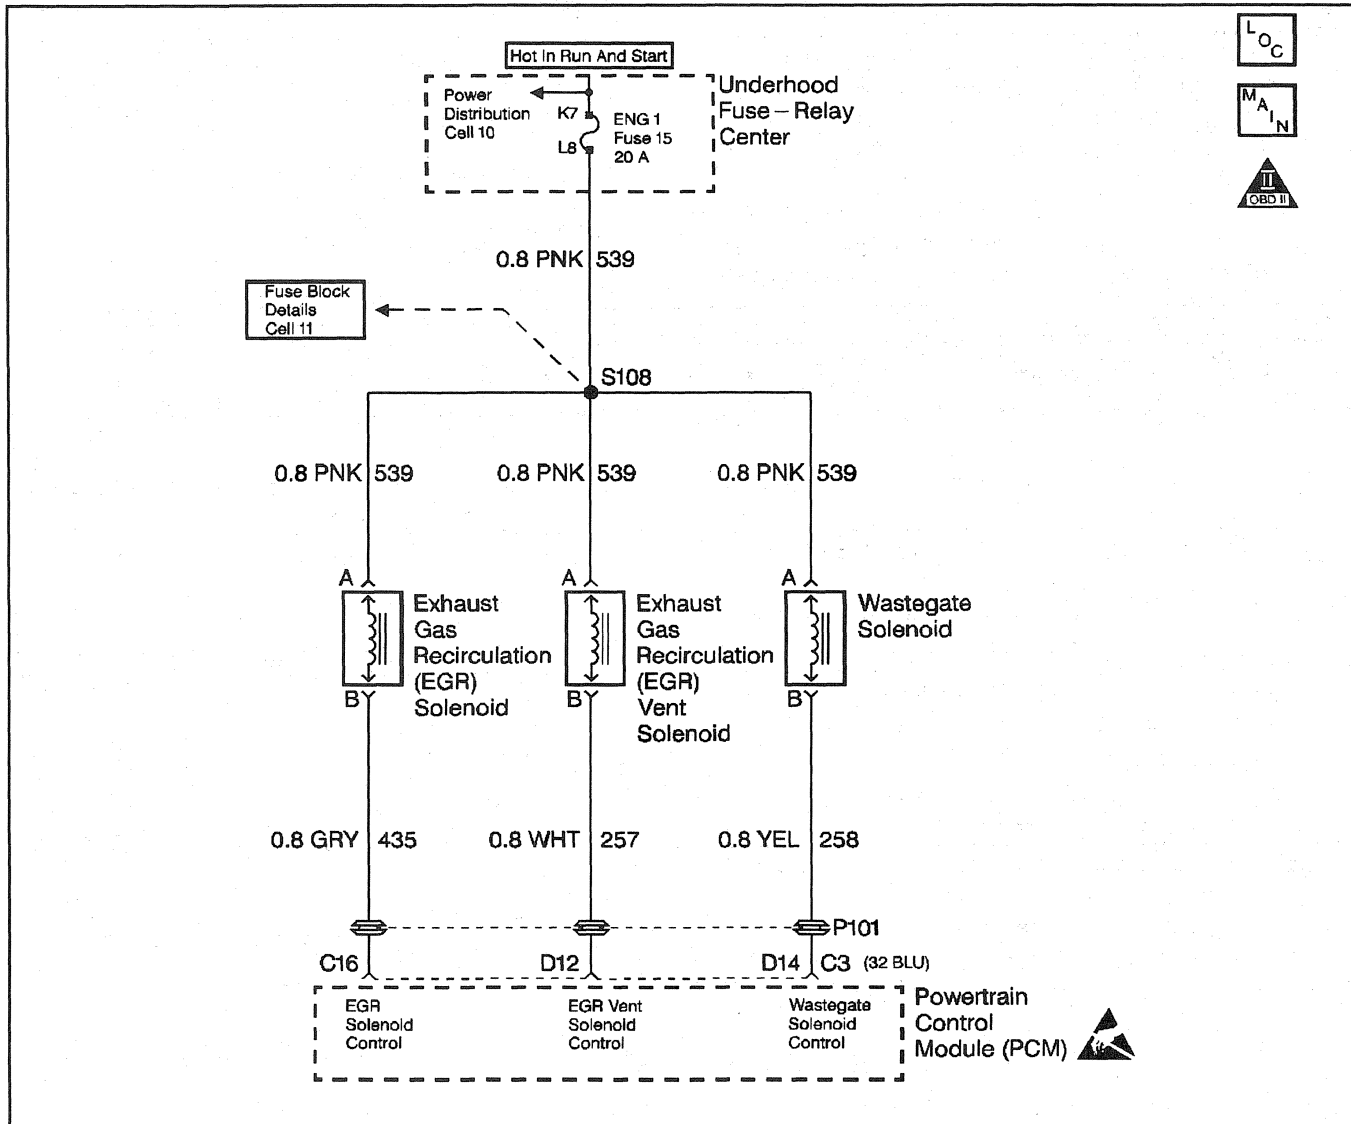 Hot In Run And Start
LOC
Power
Distribution
Cell 10
K7
L8
ENG 1
Fuse 15
20 A
Underhood
Fuse – Relay
Center
MAIN
II
OBD II
0.8 PNK 539
Fuse Block
Details
Cell 11
S108
0.8 PNK 539
0.8 PNK 539
0.8 PNK 539
A
A
A
Exhaust
Gas
Recirculation
(EGR)
Solenoid
Exhaust
Gas
Recirculation
(EGR)
Vent
Solenoid
Wastegate
Solenoid
B
B
B
0.8 GRY 435
0.8 WHT 257
0.8 YEL 258
P101
C16
D12
D14
C3 (32 BLU)
EGR
Solenoid
Control
EGR Vent
Solenoid
Control
Wastegate
Solenoid
Control
Powertrain
Control
Module (PCM)